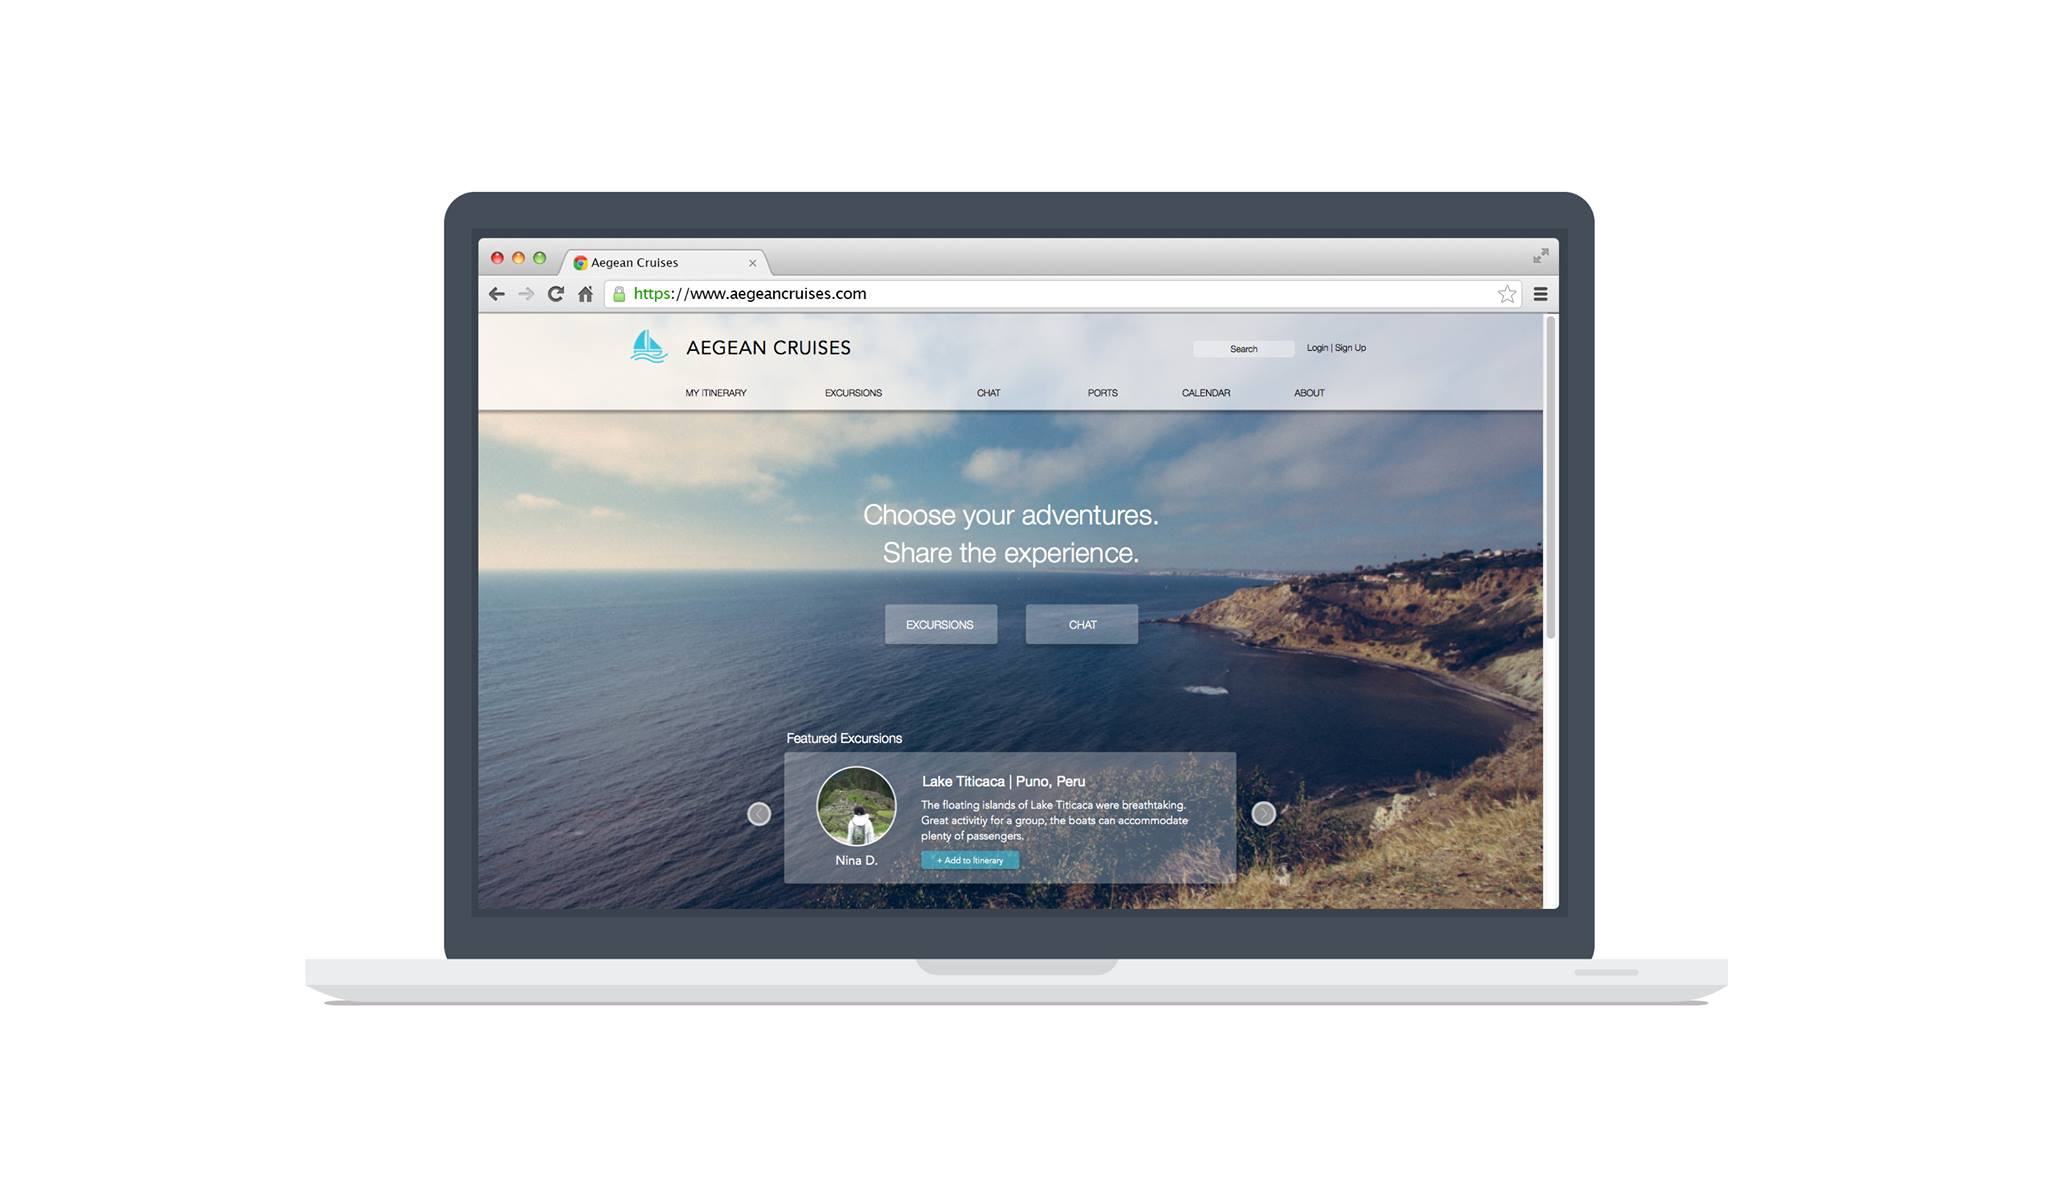 Aegean Cruises
https://www.aegeancruises.com
AEGEAN CRUISES
Search
Login | Sign Up
MY ITINERARY EXCURSIONS CHAT PORTS CALENDAR ABOUT
Choose your adventures.
Share the experience.
EXCURSIONS CHAT
Featured Excursions
Lake Titicaca | Puno, Peru
The floating islands of Lake Titicaca were breathtaking.
Great activitiy for a group, the boats can accommodate
plenty of passengers.
Nina D.
+ Add to Itinerary